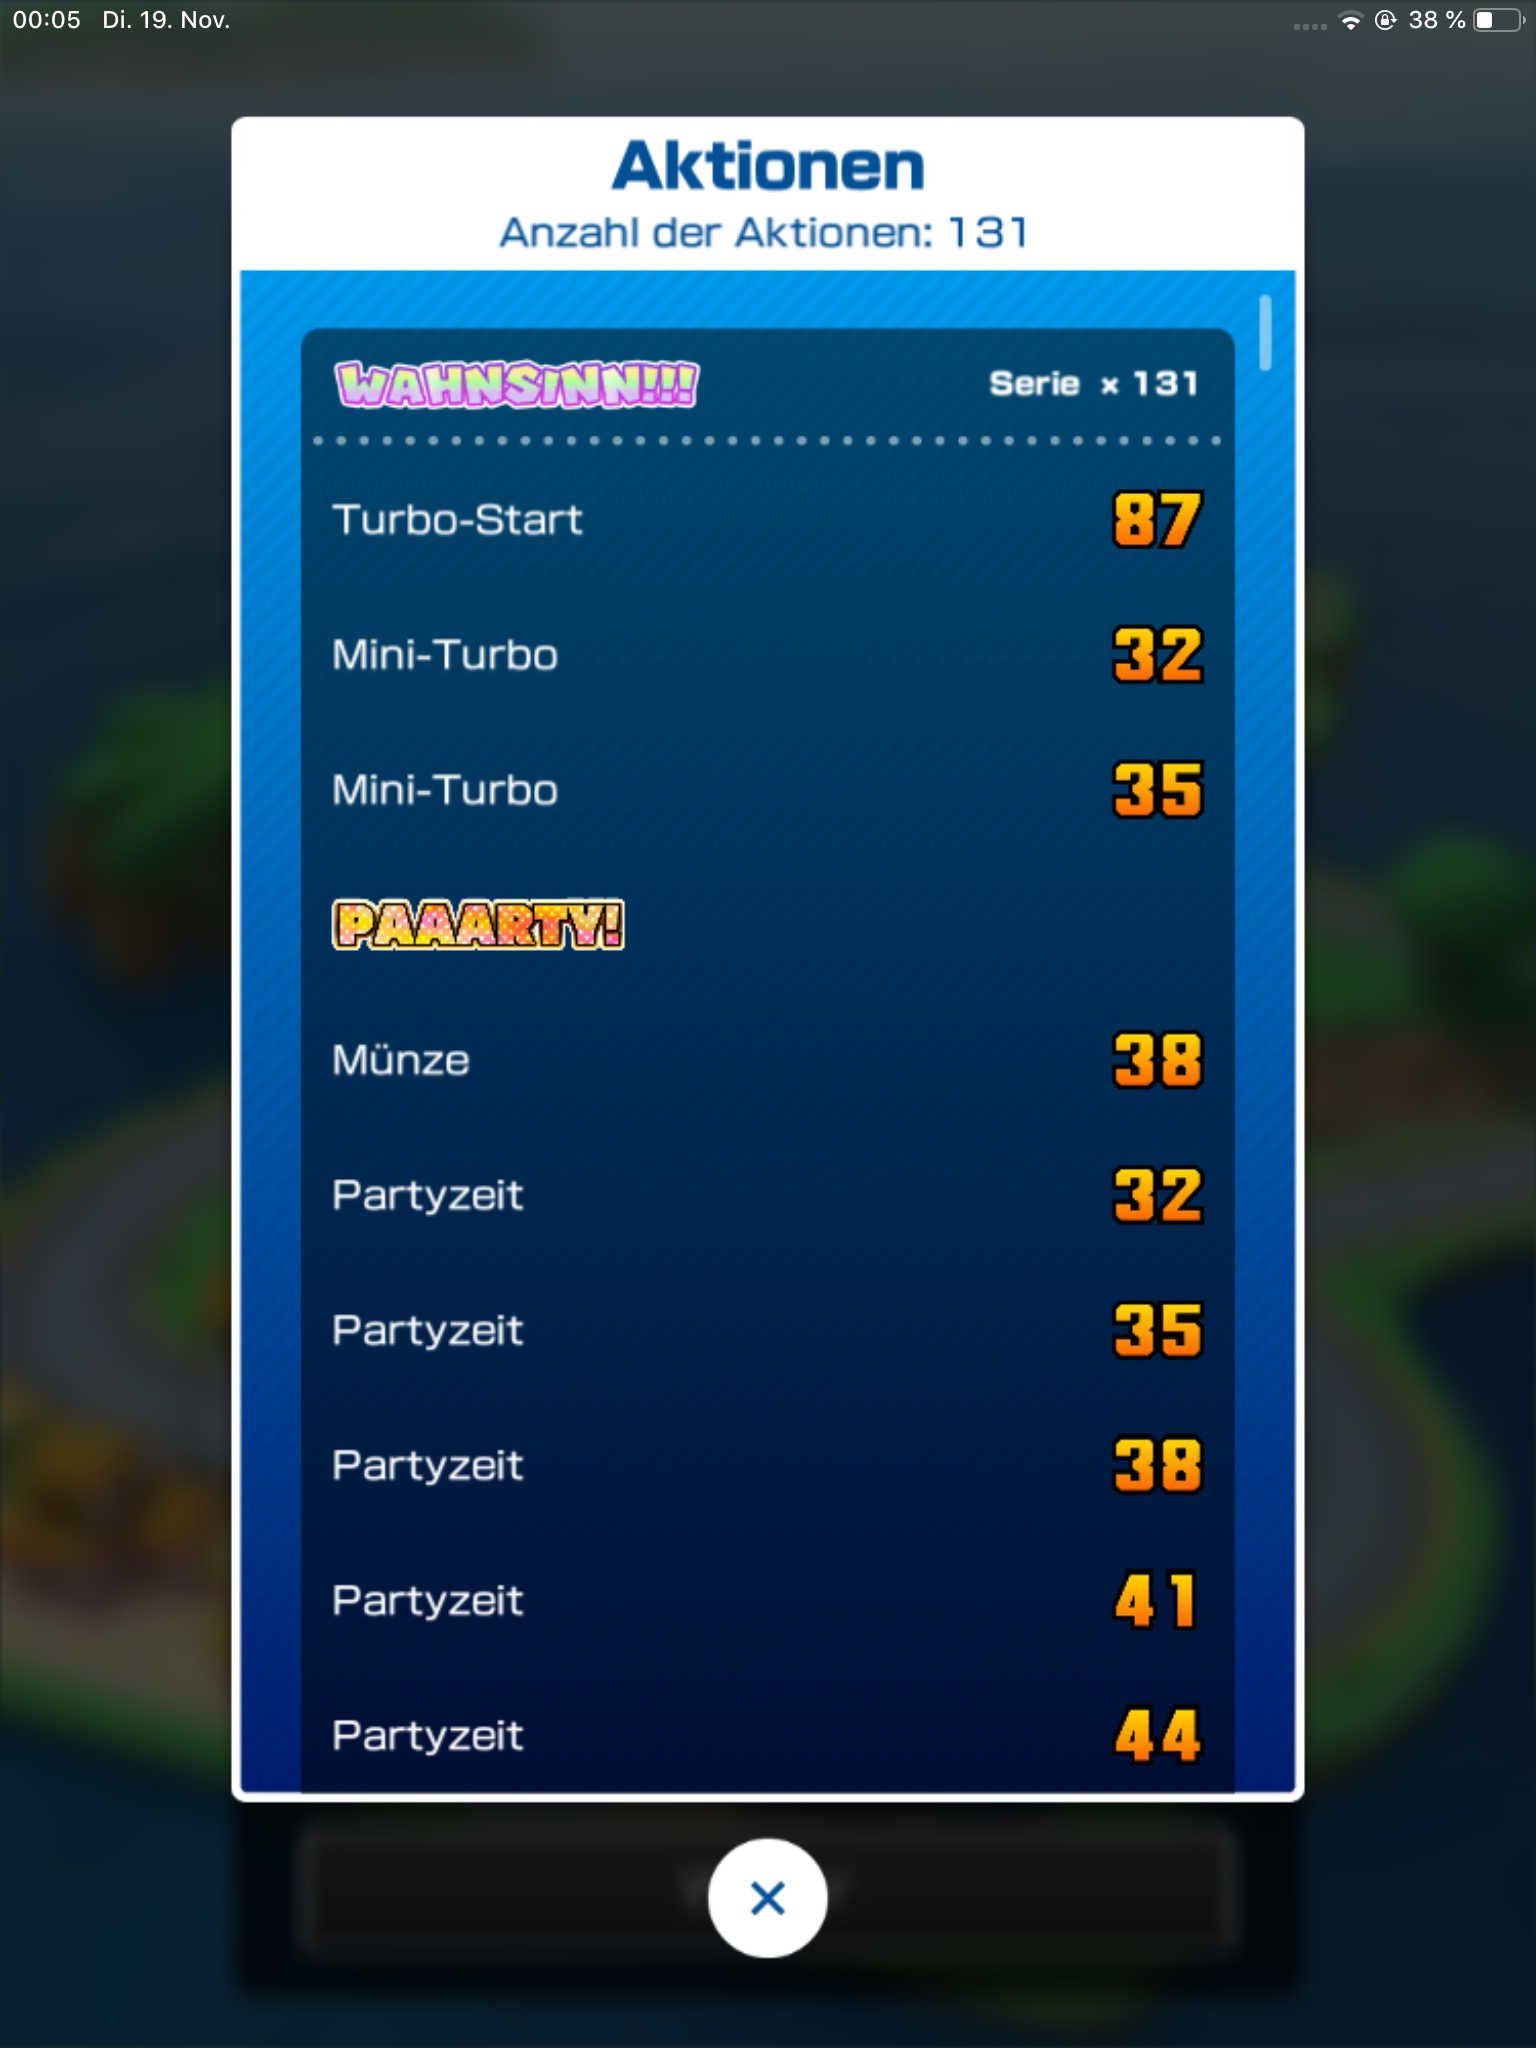 00:05 Di. 19. Nov. 38 %
Aktionen
Anzahl der Aktionen: 131
WAHNSINN!!! Serie × 131
Turbo-Start 87
Mini-Turbo 32
Mini-Turbo 35
PAAARTY!
Münze 38
Partyzeit 32
Partyzeit 35
Partyzeit 38
Partyzeit 41
Partyzeit 44